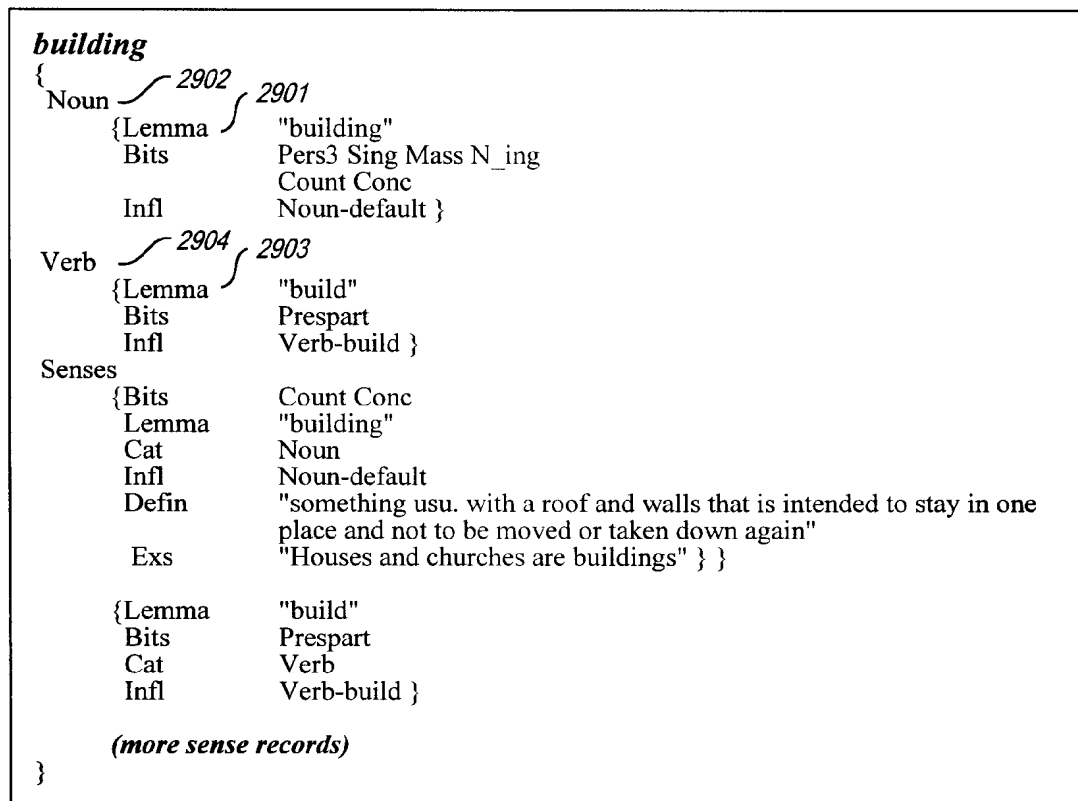 building
{
Noun 2902
2901
{Lemma "building"
Bits Pers3 Sing Mass N_ing
Count Conc
Infl Noun-default }
Verb 2904
2903
{Lemma "build"
Bits Prespart
Infl Verb-build }
Senses
{Bits Count Conc
Lemma "building"
Cat Noun
Infl Noun-default
Defin "something usu. with a roof and walls that is intended to stay in one
place and not to be moved or taken down again"
Exs "Houses and churches are buildings" } }
{Lemma "build"
Bits Prespart
Cat Verb
Infl Verb-build }
(more sense records)
}